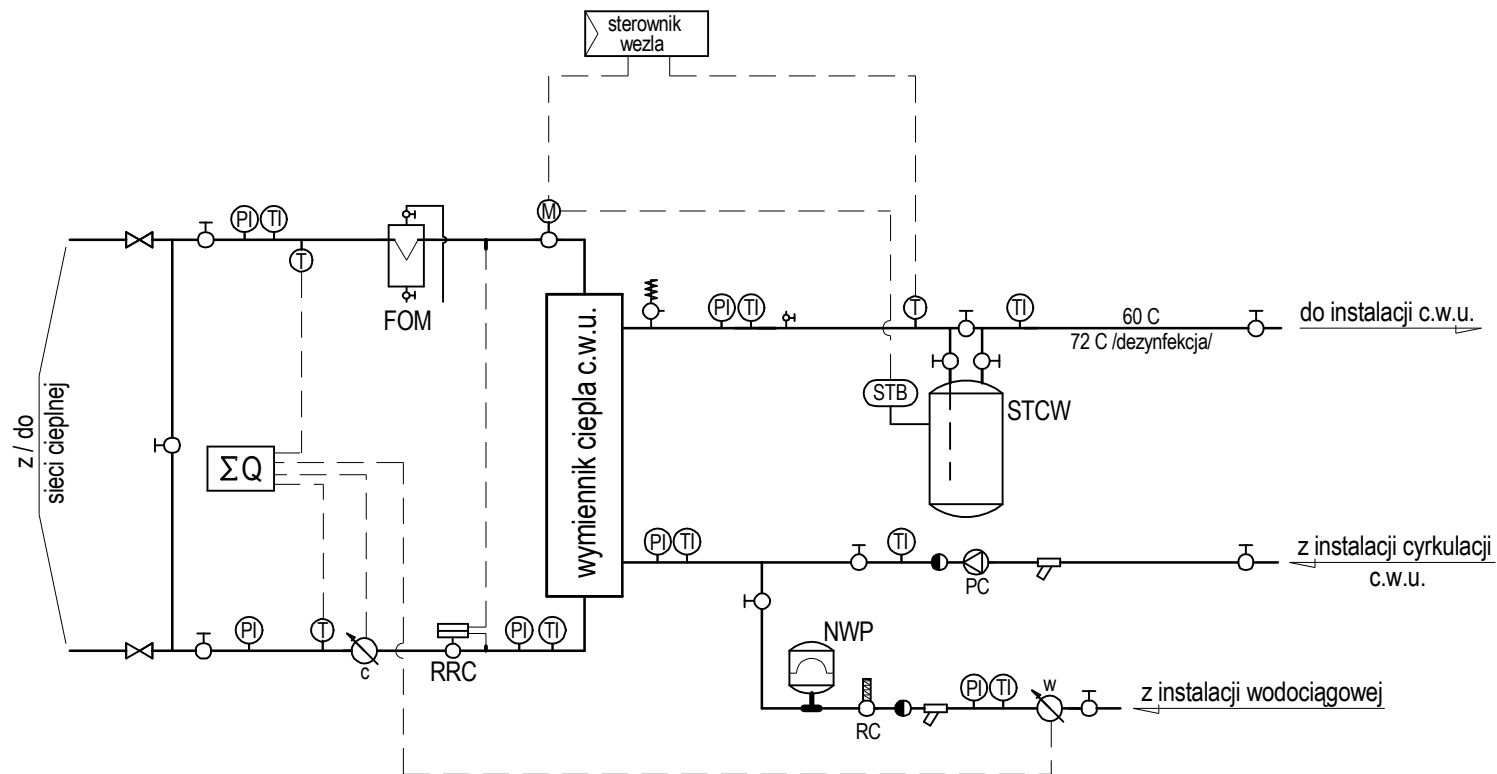 sterownik
wezla
M
PI
TI
T
FOM
PI
TI
T
TI
60 C
72 C /dezynfekcja/
do instalacji c.w.u.
STB
STCW
wymiennik ciepła c.w.u.
z / do
sieci cieplnej
ΣQ
PI
TI
TI
PC
z instalacji cyrkulacji
c.w.u.
PI
T
c
RRC
PI
TI
NWP
RC
PI
TI
w
z instalacji wodociągowej